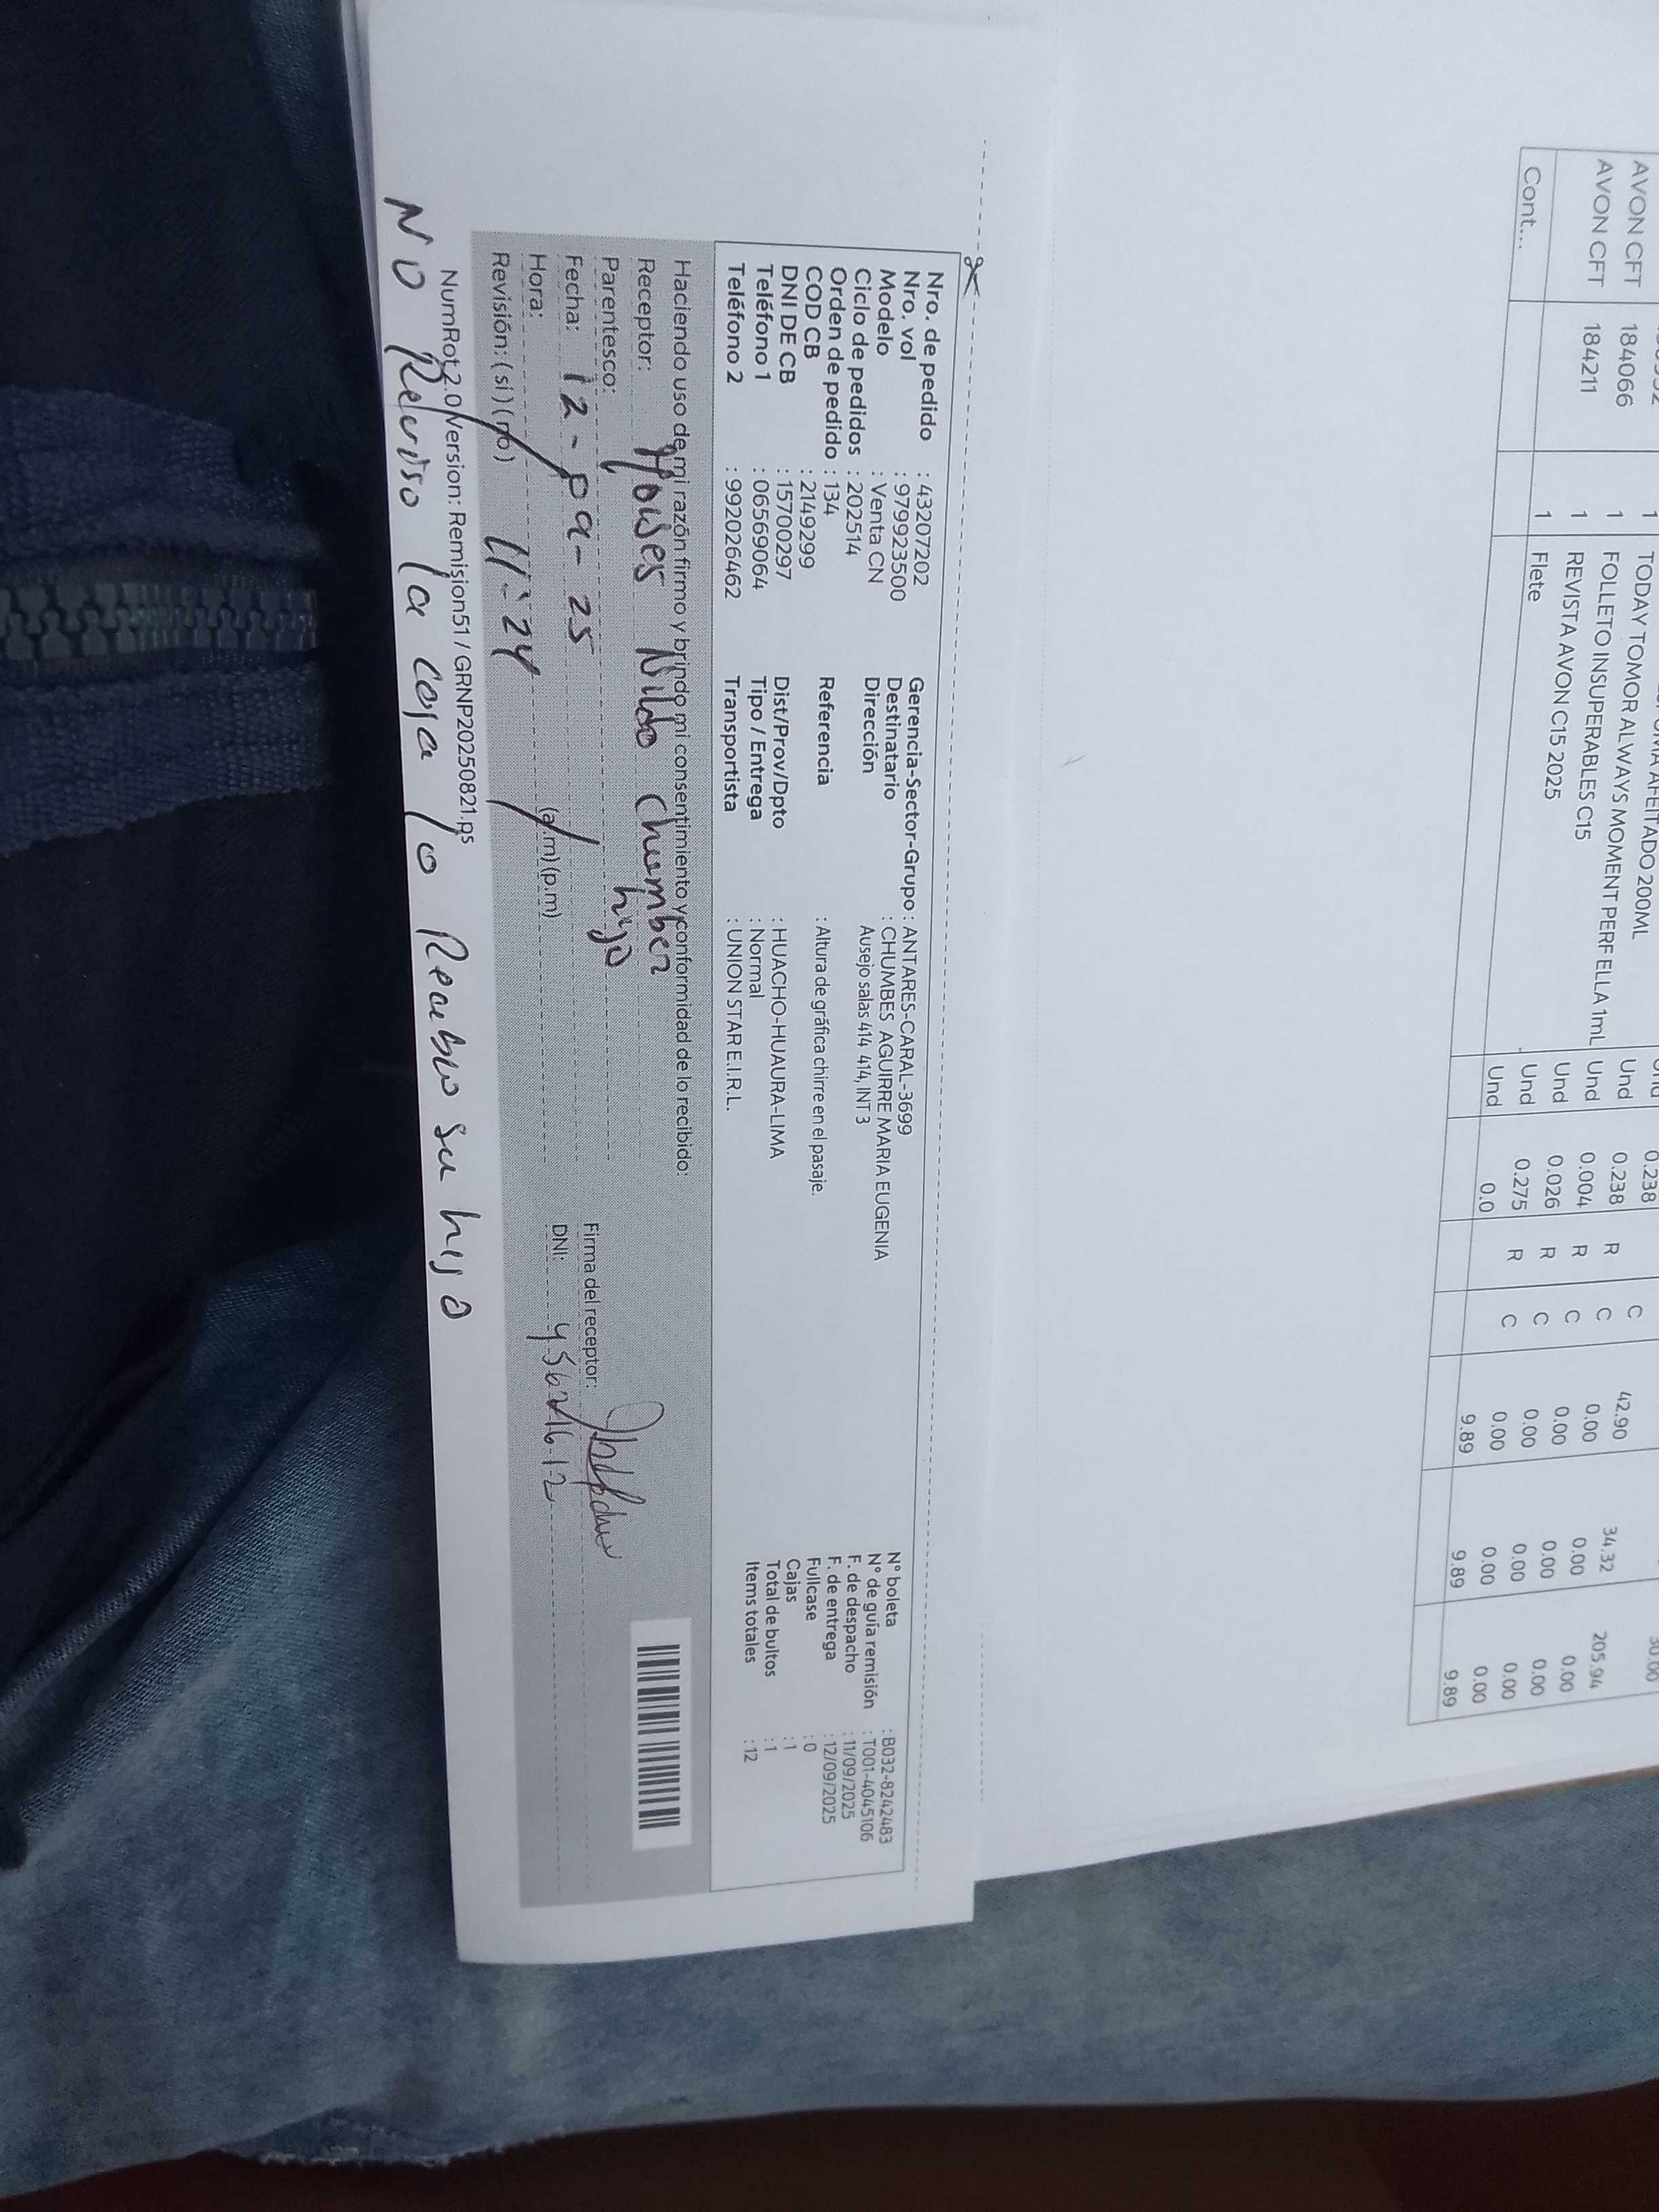 AVON CFT 184066 1 TODAY TOMOR ALWAYS MOMENT PERF ELLA 1mL Und 0.238 R C 42.90 34.32 205.94
AVON CFT 184211 1 FOLLETO INSUPERABLES C15 Und 0.004 R C 0.00 0.00 0.00
1 REVISTA AVON C15 2025 Und 0.026 R C 0.00 0.00 0.00
1 Flete Und 0.275 R C 0.00 0.00 0.00
Cont... Und 0.0 9.89 9.89 9.89
Nro. de pedido : 43207202
Nro. vol : 979923500
Modelo : Venta CN
Ciclo de pedidos : 202514
Orden de pedido : 134
COD CB : 2149299
DNI DE CB : 15700297
Teléfono 1 : 06569064
Teléfono 2 : 992026462
Gerencia-Sector-Grupo : ANTARES-CARAL-3699
Destinatario : CHUMBES AGUIRRE MARIA EUGENIA
Dirección Ausejo salas 414 414, INT 3
Referencia : Altura de gráfica chirre en el pasaje.
Dist/Prov/Dpto : HUACHO-HUAURA-LIMA
Tipo / Entrega : Normal
Transportista : UNION STAR E.I.R.L.
N° boleta : B032-8242483
N° de guía remisión : T001-4045106
F. de despacho : 11/09/2025
F. de entrega : 12/09/2025
Fullcase : 0
Cajas : 1
Total de bultos : 1
Items totales : 12
Haciendo uso de mi razón firmo y brindo mi consentimiento y conformidad de lo recibido:
Receptor: Nildo
Parentesco: hijo
Fecha: 12-09-25
Hora: 11:24 (a.m) (p.m)
Revisión: (si) (no)
Firma del receptor:
DNI:
NumRot 2.0 Version: Remision51 / GRNP20250821.ps
NO Reviso la caja lo Recibio su hijo